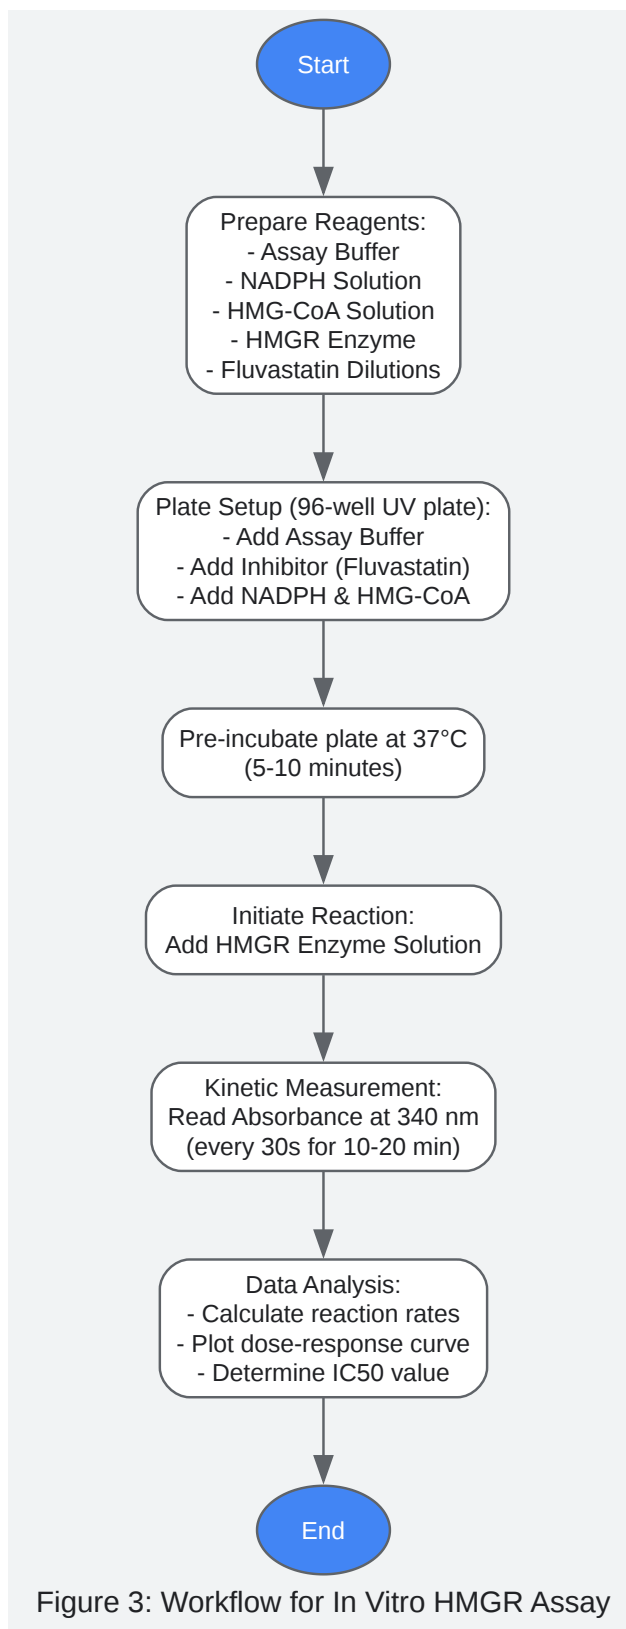 Start
Prepare Reagents:
- Assay Buffer
- NADPH Solution
- HMG-CoA Solution
- HMGR Enzyme
- Fluvastatin Dilutions
Plate Setup (96-well UV plate):
- Add Assay Buffer
- Add Inhibitor (Fluvastatin)
- Add NADPH & HMG-CoA
Pre-incubate plate at 37°C
(5-10 minutes)
Initiate Reaction:
Add HMGR Enzyme Solution
Kinetic Measurement:
Read Absorbance at 340 nm
(every 30s for 10-20 min)
Data Analysis:
- Calculate reaction rates
- Plot dose-response curve
- Determine IC50 value
End
Figure 3: Workflow for In Vitro HMGR Assay